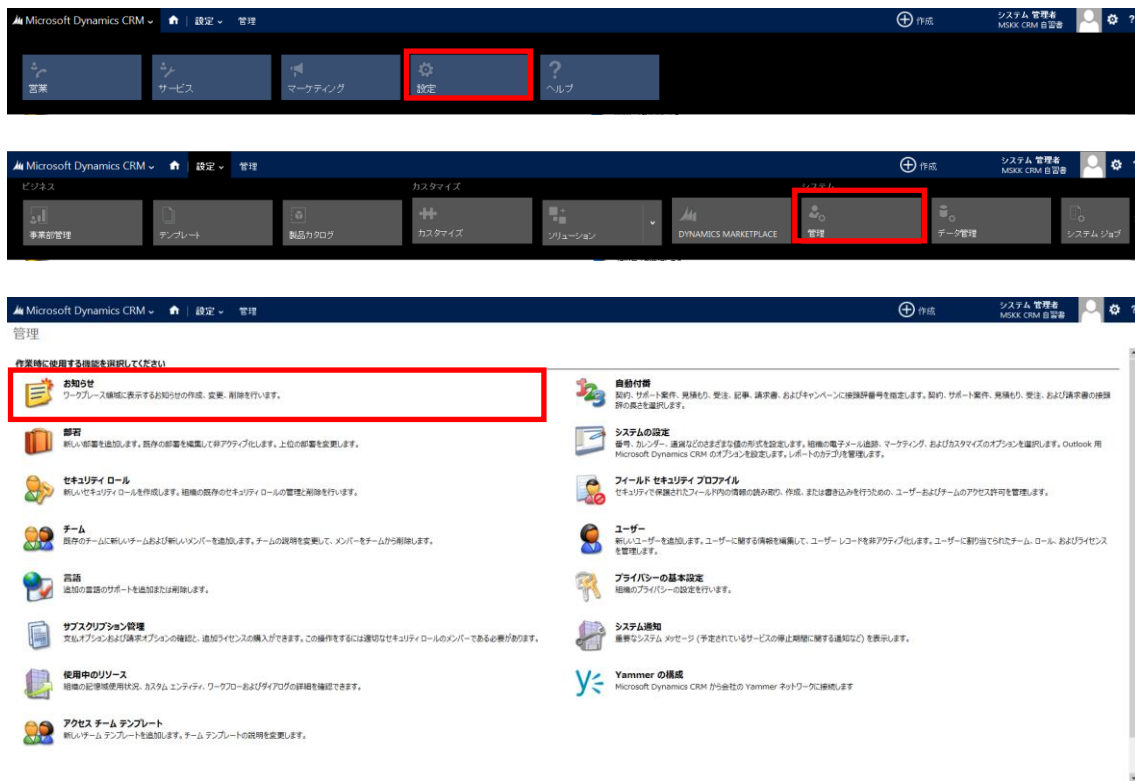 Microsoft Dynamics CRM 設定 管理 作成 システム 管理者
MSKK CRM 自習書
営業 サービス マーケティング 設定 ヘルプ
Microsoft Dynamics CRM 設定 管理 作成 システム 管理者
MSKK CRM 自習書
ビジネス カスタマイズ システム
事業部管理 テンプレート 製品カタログ カスタマイズ ソリューション DYNAMICS MARKETPLACE 管理 データ管理 システム ジョブ
Microsoft Dynamics CRM 設定 管理 作成 システム 管理者
MSKK CRM 自習書
管理
作業時に使用する機能を選択してください
お知らせ
ワークプレース領域に表示するお知らせの作成、変更、削除を行います。
自動付番
契約、サポート案件、見積もり、受注、記事、請求書、およびキャンペーンに接頭辞番号を指定します。契約、サポート案件、見積もり、受注、および請求書の接頭
辞の長さを選択します。
部署
新しい部署を追加します。既存の部署を編集して非アクティブ化します。上位の部署を変更します。
システムの設定
番号、カレンダー、通貨などのさまざまな値の形式を設定します。組織の電子メール追跡、マーケティング、およびカスタマイズのオプションを選択します。Outlook 用
Microsoft Dynamics CRM のオプションを設定します。レポートのカテゴリを管理します。
セキュリティ ロール
新しいセキュリティ ロールを作成します。組織の既存のセキュリティ ロールの管理と削除を行います。
フィールド セキュリティ プロファイル
セキュリティで保護されたフィールド内の情報の読み取り、作成、または書き込みを行うための、ユーザーおよびチームのアクセス許可を管理します。
チーム
既存のチームに新しいチームおよび新しいメンバーを追加します。チームの説明を変更して、メンバーをチームから削除します。
ユーザー
新しいユーザーを追加します。ユーザーに関する情報を編集して、ユーザー レコードを非アクティブ化します。ユーザーに割り当てられたチーム、ロール、およびライセンス
を管理します。
言語
追加の言語のサポートを追加または削除します。
プライバシーの基本設定
組織のプライバシーの設定を行います。
サブスクリプション管理
支払オプションおよび請求オプションの確認と、追加ライセンスの購入ができます。この操作をするには適切なセキュリティ ロールのメンバーである必要があります。
システム通知
重要なシステム メッセージ (予定されているサービスの停止期間に関する通知など) を表示します。
使用中のリソース
組織の記憶域使用状況、カスタム エンティティ、ワークフローおよびダイアログの詳細を確認できます。
Yammer の構成
Microsoft Dynamics CRM から会社の Yammer ネットワークに接続します
アクセス チーム テンプレート
新しいチーム テンプレートを追加します。チーム テンプレートの説明を変更します。